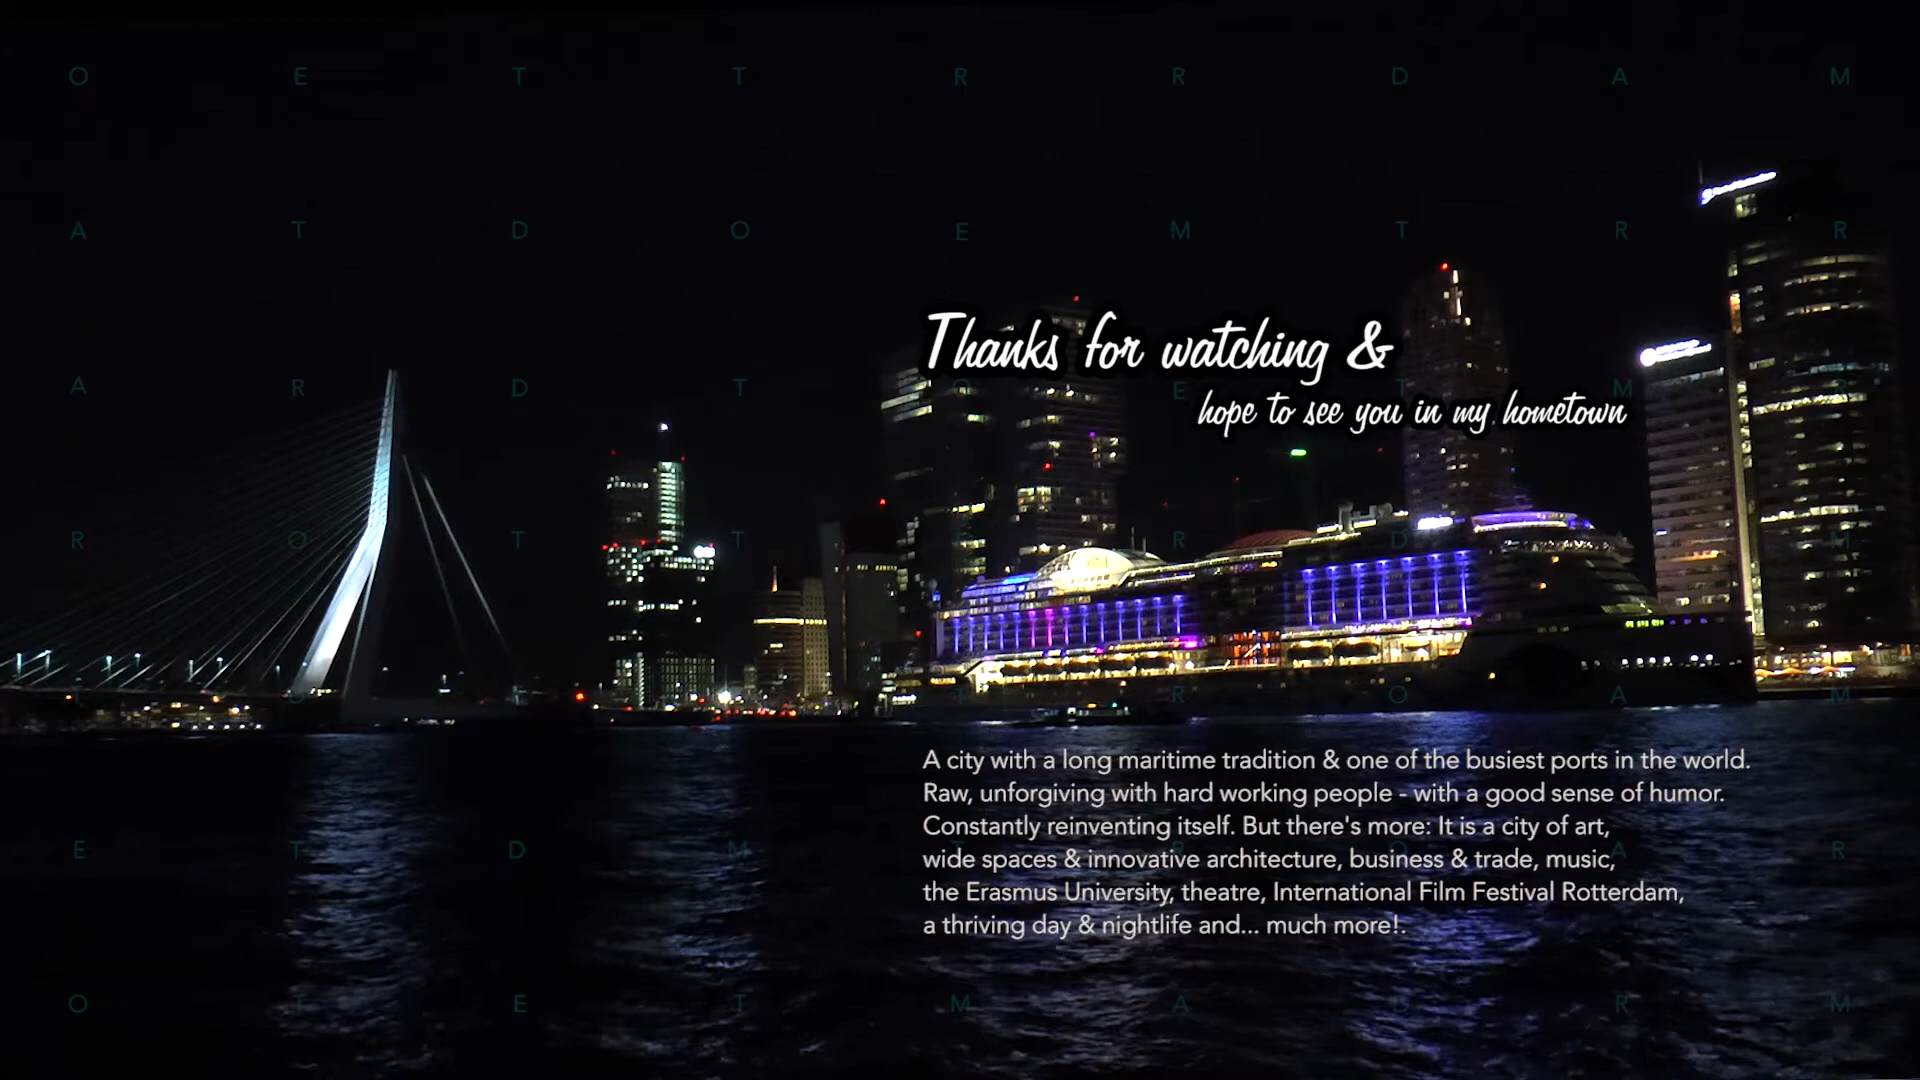 O E T T R R D A M
A T D O E M T R R
Thanks for watching &
hope to see you in my hometown
A R D T
R O T T
A city with a long maritime tradition & one of the busiest ports in the world.
Raw, unforgiving with hard working people - with a good sense of humor.
Constantly reinventing itself. But there's more: It is a city of art,
wide spaces & innovative architecture, business & trade, music,
the Erasmus University, theatre, International Film Festival Rotterdam,
a thriving day & nightlife and... much more!.
E T D M